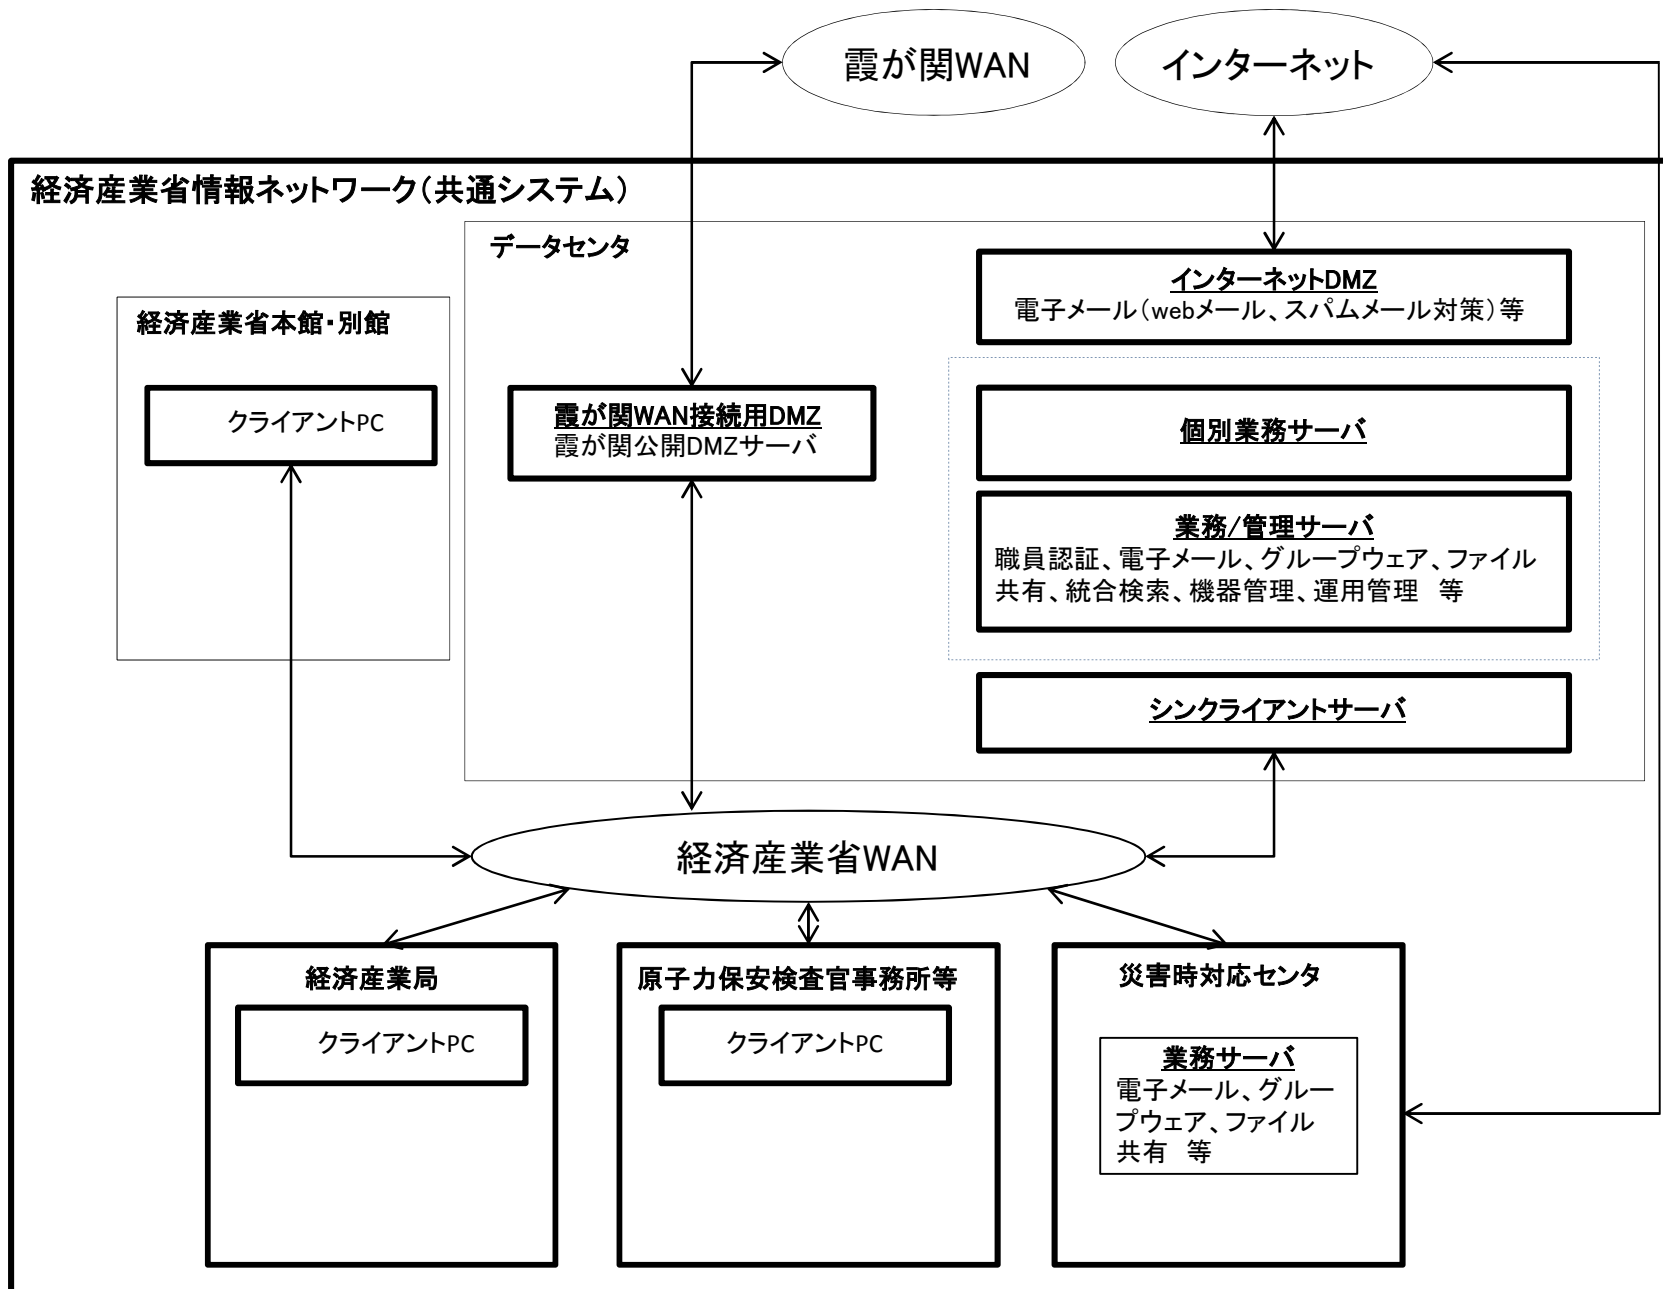 霞が関WAN
インターネット
経済産業省情報ネットワーク（共通システム）
データセンタ
インターネットDMZ
電子メール（webメール、スパムメール対策）等
経済産業省本館・別館
クライアントPC
霞が関WAN接続用DMZ
霞が関公開DMZサーバ
個別業務サーバ
業務/管理サーバ
職員認証、電子メール、グループウェア、ファイル
共有、統合検索、機器管理、運用管理　等
シンクライアントサーバ
経済産業省WAN
経済産業局
クライアントPC
原子力保安検査官事務所等
クライアントPC
災害時対応センタ
業務サーバ
電子メール、グルー
プウェア、ファイル
共有　等